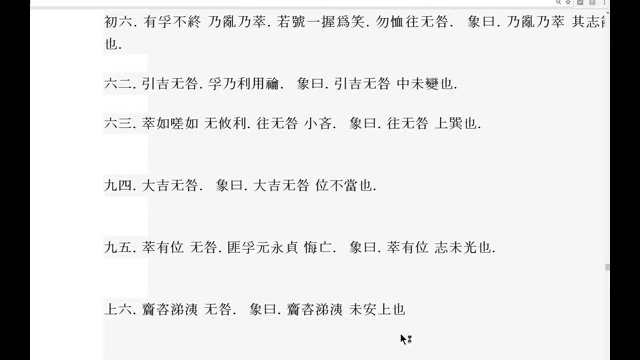 初六. 有孚不終 乃亂乃萃. 若號一握爲笑. 勿恤往无咎.  象曰. 乃亂乃萃 其志
也.
六二. 引吉无咎. 孚乃利用禴.  象曰. 引吉无咎 中未變也.
六三. 萃如嗟如 无攸利. 往无咎 小吝.  象曰. 往无咎 上巽也.
九四. 大吉无咎.  象曰. 大吉无咎 位不當也.
九五. 萃有位 无咎. 匪孚元永貞 悔亡.  象曰. 萃有位 志未光也.
上六. 齎咨涕洟 无咎.  象曰. 齎咨涕洟 未安上也